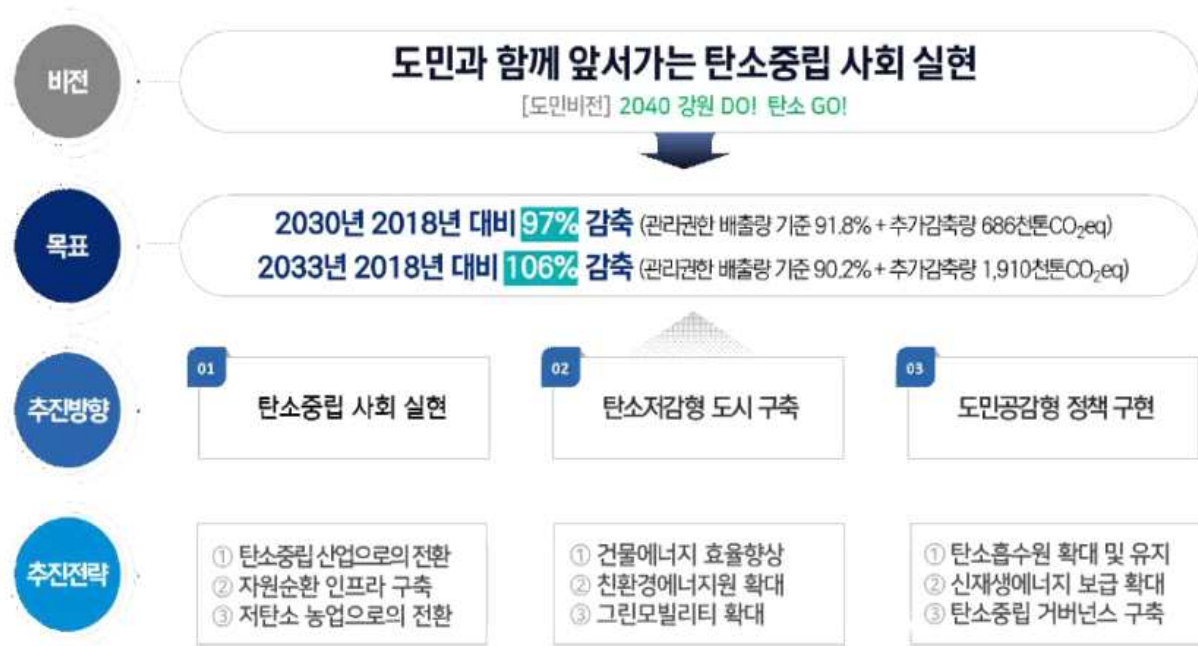 비전
도민과 함께 앞서가는 탄소중립 사회 실현
[도민비전] 2040 강원 DO! 탄소 GO!
목표
2030년 2018년 대비 97% 감축 (관리권한 배출량 기준 91.8% + 추가감축량 686천톤CO₂eq)
2033년 2018년 대비 106% 감축 (관리권한 배출량 기준 90.2% + 추가감축량 1,910천톤CO₂eq)
추진방향
01
탄소중립 사회 실현
02
탄소저감형 도시 구축
03
도민공감형 정책 구현
추진전략
① 탄소중립 산업으로의 전환
② 자원순환 인프라 구축
③ 저탄소 농업으로의 전환
① 건물에너지 효율향상
② 친환경에너지원 확대
③ 그린모빌리티 확대
① 탄소흡수원 확대 및 유지
② 신재생에너지 보급 확대
③ 탄소중립 거버넌스 구축